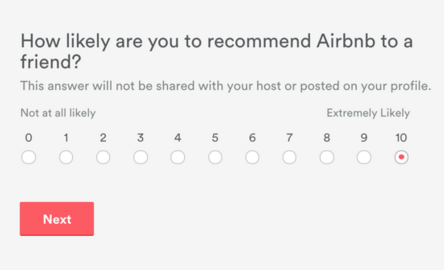 How likely are you to recommend Airbnb to a
friend?
This answer will not be shared with your host or posted on your profile.
Not at all likely Extremely Likely
0 1 2 3 4 5 6 7 8 9 10
Next